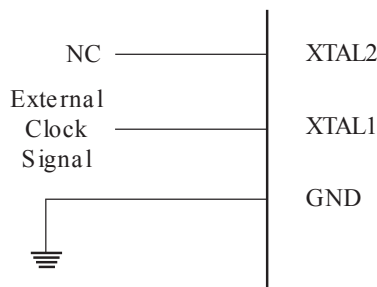 NC XTAL2
External
Clock XTAL1
Signal
GND